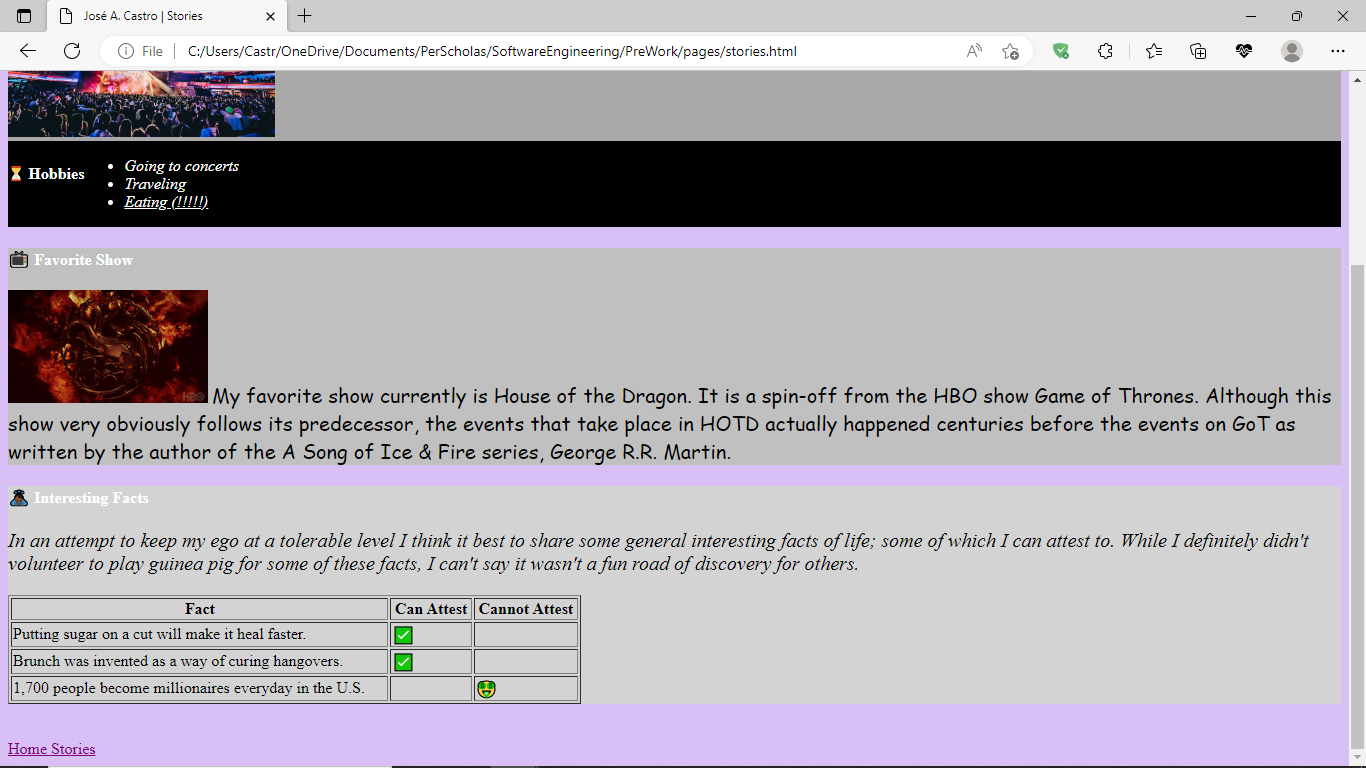 José A. Castro | Stories
File C:/Users/Castr/OneDrive/Documents/PerScholas/SoftwareEngineering/PreWork/pages/stories.html
⏳ Hobbies
• Going to concerts
• Traveling
• Eating (!!!!!)
📺 Favorite Show
HBO
My favorite show currently is House of the Dragon. It is a spin-off from the HBO show Game of Thrones. Although this
show very obviously follows its predecessor, the events that take place in HOTD actually happened centuries before the events on GoT as
written by the author of the A Song of Ice & Fire series, George R.R. Martin.
Interesting Facts
In an attempt to keep my ego at a tolerable level I think it best to share some general interesting facts of life; some of which I can attest to. While I definitely didn't
volunteer to play guinea pig for some of these facts, I can't say it wasn't a fun road of discovery for others.
Fact Can Attest Cannot Attest
Putting sugar on a cut will make it heal faster. ✅
Brunch was invented as a way of curing hangovers. ✅
1,700 people become millionaires everyday in the U.S. 🤑
Home Stories